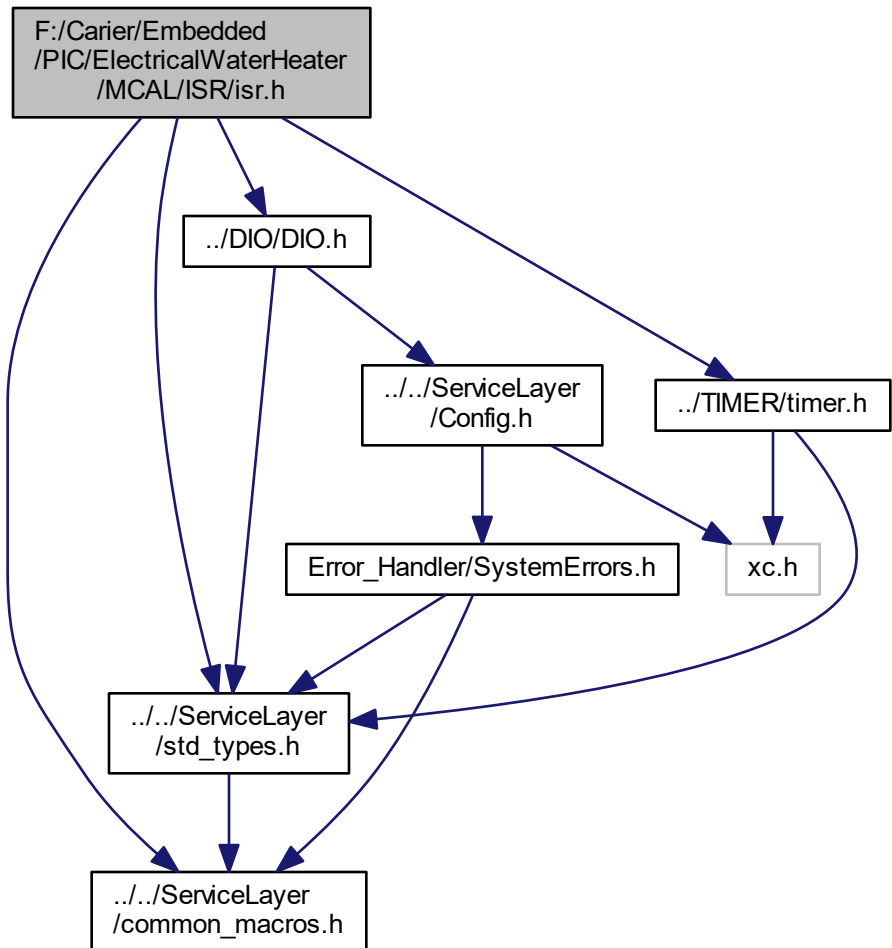 F:/Carier/Embedded
/PIC/ElectricalWaterHeater
/MCAL/ISR/isr.h
../DIO/DIO.h
../../ServiceLayer
/Config.h
../TIMER/timer.h
Error_Handler/SystemErrors.h
xc.h
../../ServiceLayer
/std_types.h
../../ServiceLayer
/common_macros.h